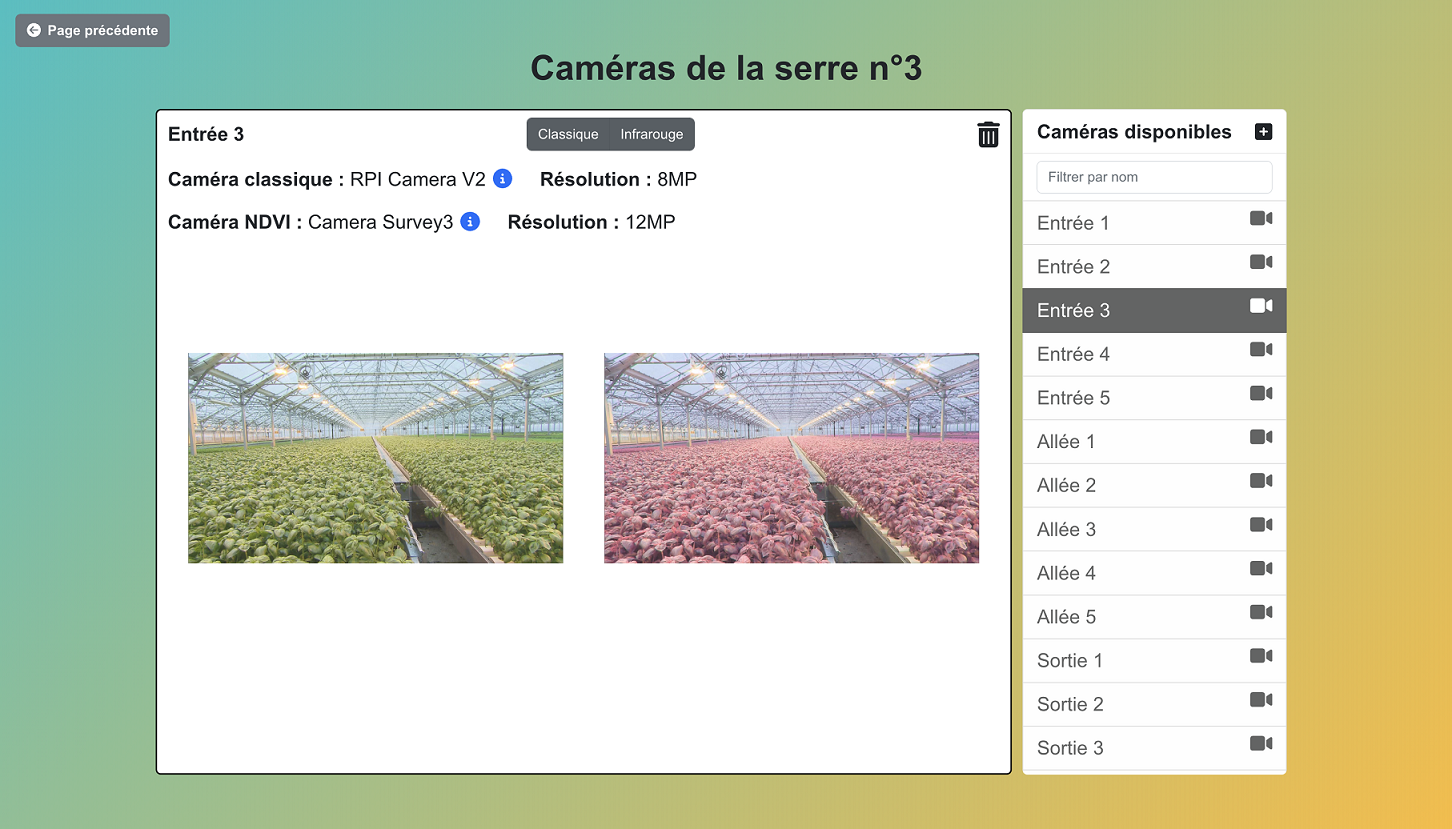 Page précédente
Caméras de la serre n°3
Entrée 3
Classique Infrarouge
Caméra classique : RPI Camera V2 Résolution : 8MP
Caméra NDVI : Camera Survey3 Résolution : 12MP
Caméras disponibles
Filtrer par nom
Entrée 1
Entrée 2
Entrée 3
Entrée 4
Entrée 5
Allée 1
Allée 2
Allée 3
Allée 4
Allée 5
Sortie 1
Sortie 2
Sortie 3